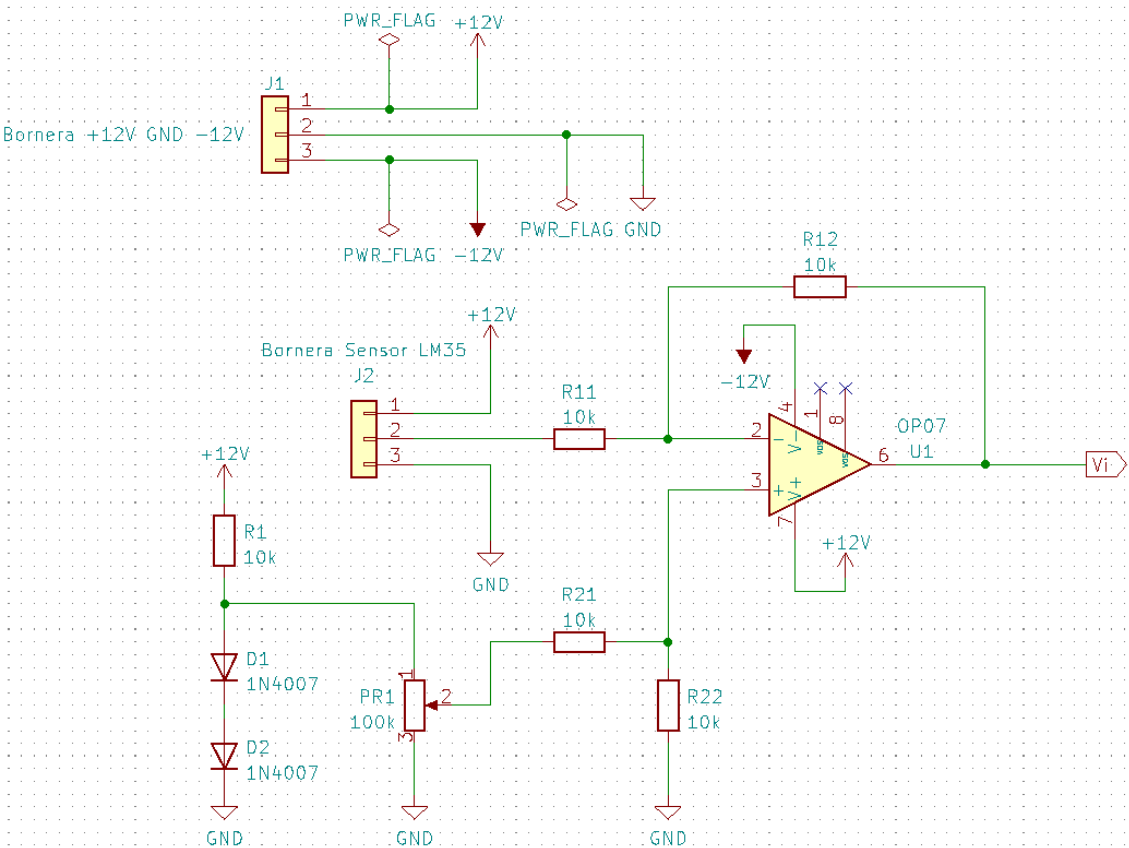 PWR_FLAG
+12V
J1
1
Bornera +12V GND -12V
2
3
PWR_FLAG GND
PWR_FLAG
-12V
R12
10k
+12V
Bornera Sensor LM35
J2
-12V
R11
10k
1
2
3
4
1
8
V-
vos
vos
OP07
U1
2
3
-
+
V+
6
7
Vi
+12V
+12V
R1
10k
GND
R21
10k
D1
1N4007
PR1
100k
1
2
3
R22
10k
D2
1N4007
GND
GND
GND